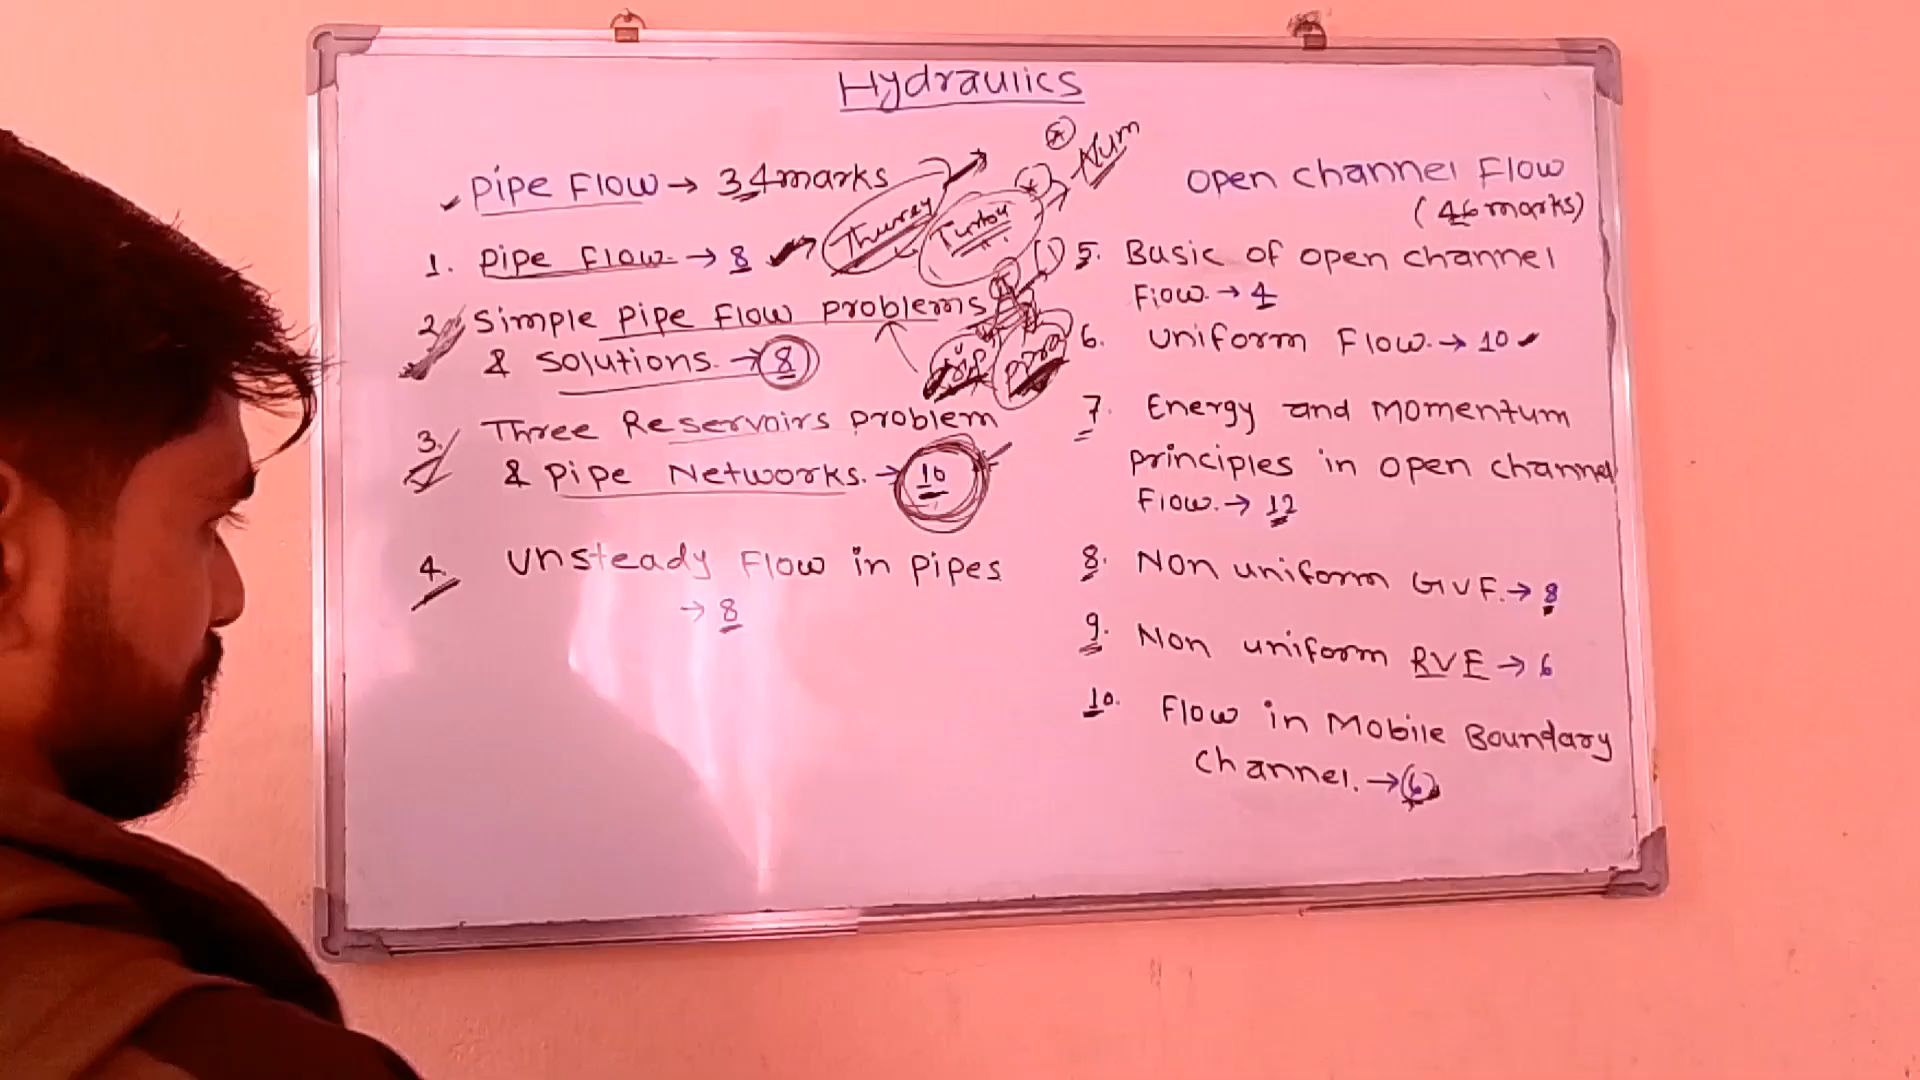 Hydraulics
Pipe Flow → 34 marks
1. Pipe Flow. → 8
Theory
Num
2. Simple pipe Flow problems
& Solutions. → 8
3. Three Reservoirs problem
& Pipe Networks. → 10
4. Unsteady Flow in pipes
→ 8
Open channel Flow
(46 marks)
5. Basic of open channel
Flow. → 4
6. Uniform Flow. → 10
7. Energy and Momentum
principles in open channel
Flow. → 12
8. Non uniform GVF. → 8
9. Non uniform RVF → 6
10. Flow in Mobile Boundary
Channel. → 6